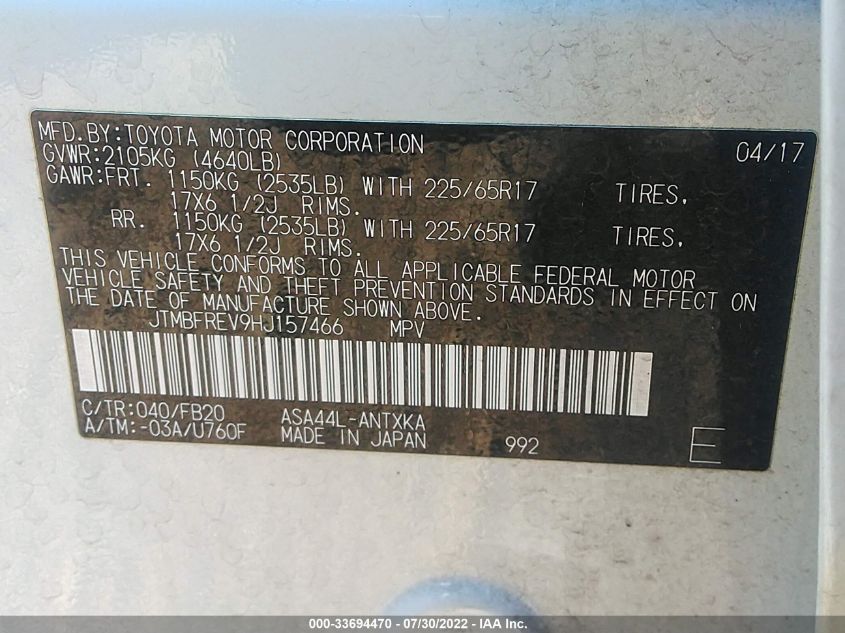 MFD.BY:TOYOTA MOTOR CORPORATION 04/17
GVWR:2105KG (4640LB)
GAWR:FRT. 1150KG (2535LB) WITH 225/65R17 TIRES,
17X6 1/2J RIMS.
RR. 1150KG (2535LB) WITH 225/65R17 TIRES,
17X6 1/2J RIMS.
THIS VEHICLE CONFORMS TO ALL APPLICABLE FEDERAL MOTOR
VEHICLE SAFETY AND THEFT PREVENTION STANDARDS IN EFFECT ON
THE DATE OF MANUFACTURE SHOWN ABOVE.
JTMBFREV9HJ157466 MPV
C/TR:040/FB20 ASA44L-ANTXKA
A/TM:-03A/U760F MADE IN JAPAN 992 E
000-33694470 - 07/30/2022 - IAA Inc.